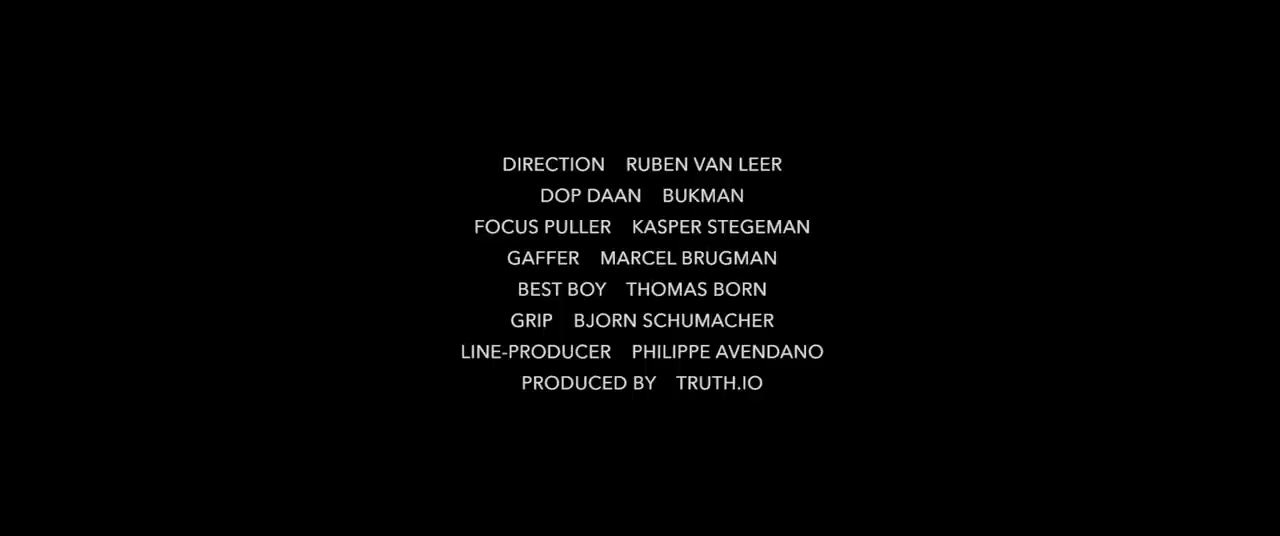 DIRECTION RUBEN VAN LEER
DOP DAAN BUKMAN
FOCUS PULLER KASPER STEGEMAN
GAFFER MARCEL BRUGMAN
BEST BOY THOMAS BORN
GRIP BJORN SCHUMACHER
LINE-PRODUCER PHILIPPE AVENDANO
PRODUCED BY TRUTH.IO